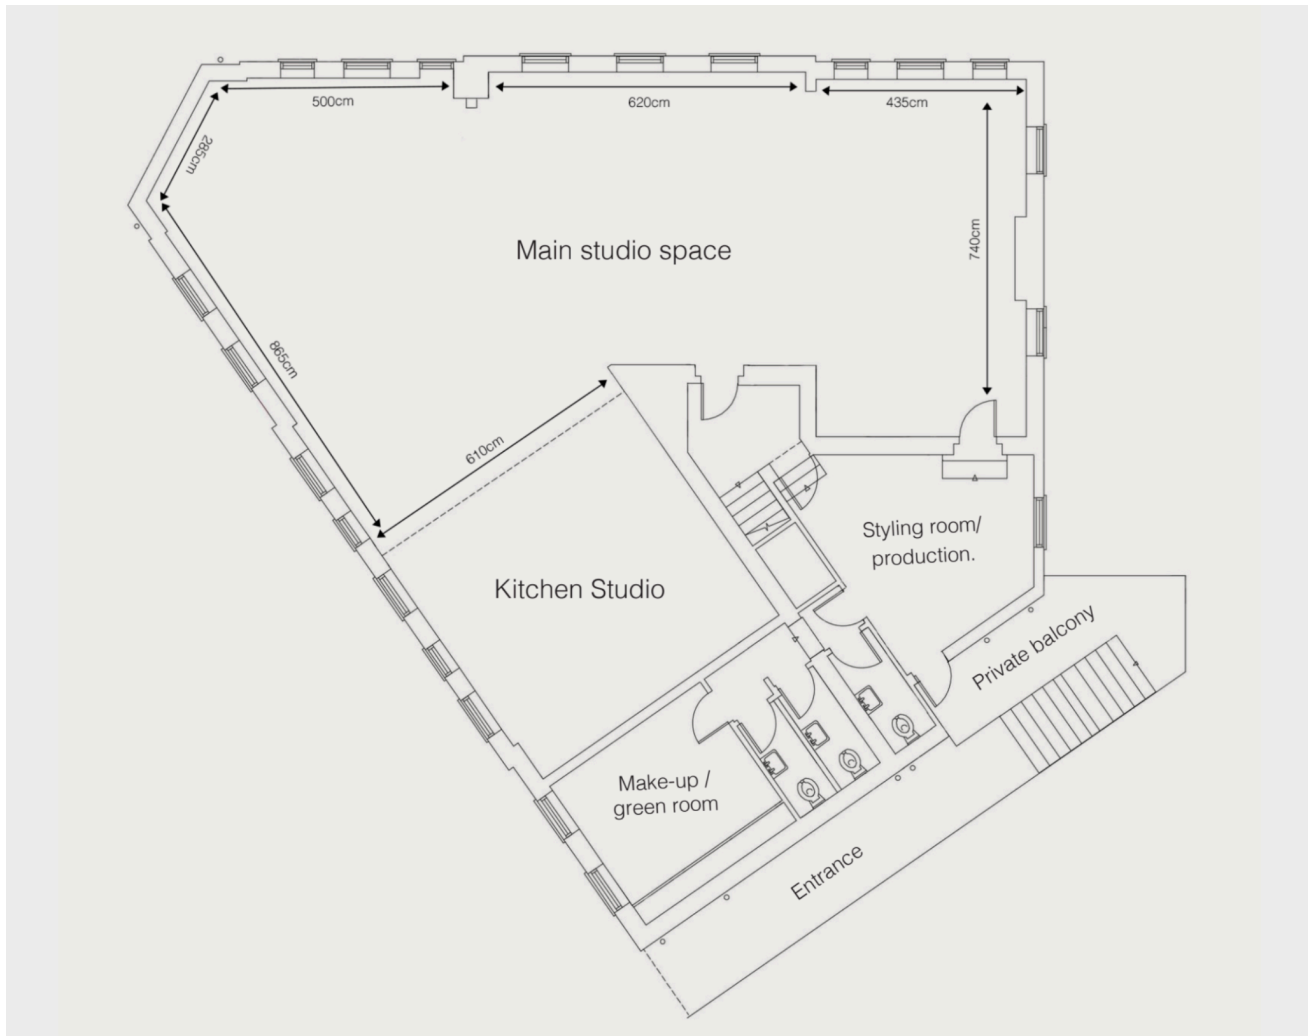 500cm
620cm
435cm
285cm
740cm
Main studio space
865cm
610cm
Styling room/
production.
Kitchen Studio
Private balcony
Make-up /
green room
Entrance